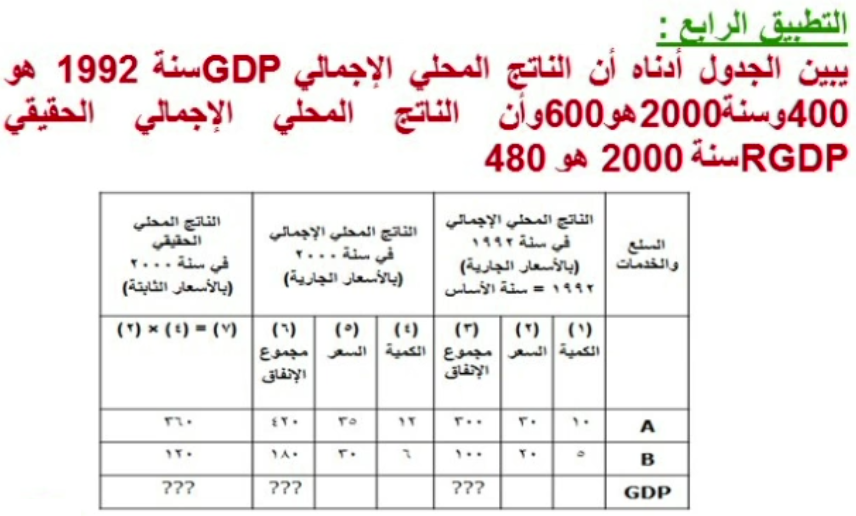 التطبيق الرابع :
يبين الجدول أدناه أن الناتج المحلي الإجمالي GDPسنة 1992 هو
400وسنة2000هو600وأن الناتج المحلي الإجمالي الحقيقي
RGDPسنة 2000 هو 480
السلع والخدمات | الناتج المحلي الإجمالي في سنة ١٩٩٢ (بالأسعار الجارية) ١٩٩٢ = سنة الأساس | الناتج المحلي الإجمالي في سنة ٢٠٠٠ (بالأسعار الجارية) | الناتج المحلي الحقيقي في سنة ٢٠٠٠ (بالأسعار الثابتة)
(١) الكمية | (٢) السعر | (٣) مجموع الإنفاق | (٤) الكمية | (٥) السعر | (٦) مجموع الإنفاق | (٧) = (٤) × (٢)
A | ١٠ | ٣٠ | ٣٠٠ | ١٢ | ٣٥ | ٤٢٠ | ٣٦٠
B | ٥ | ٢٠ | ١٠٠ | ٦ | ٣٠ | ١٨٠ | ١٢٠
GDP | ??? | ??? | ???